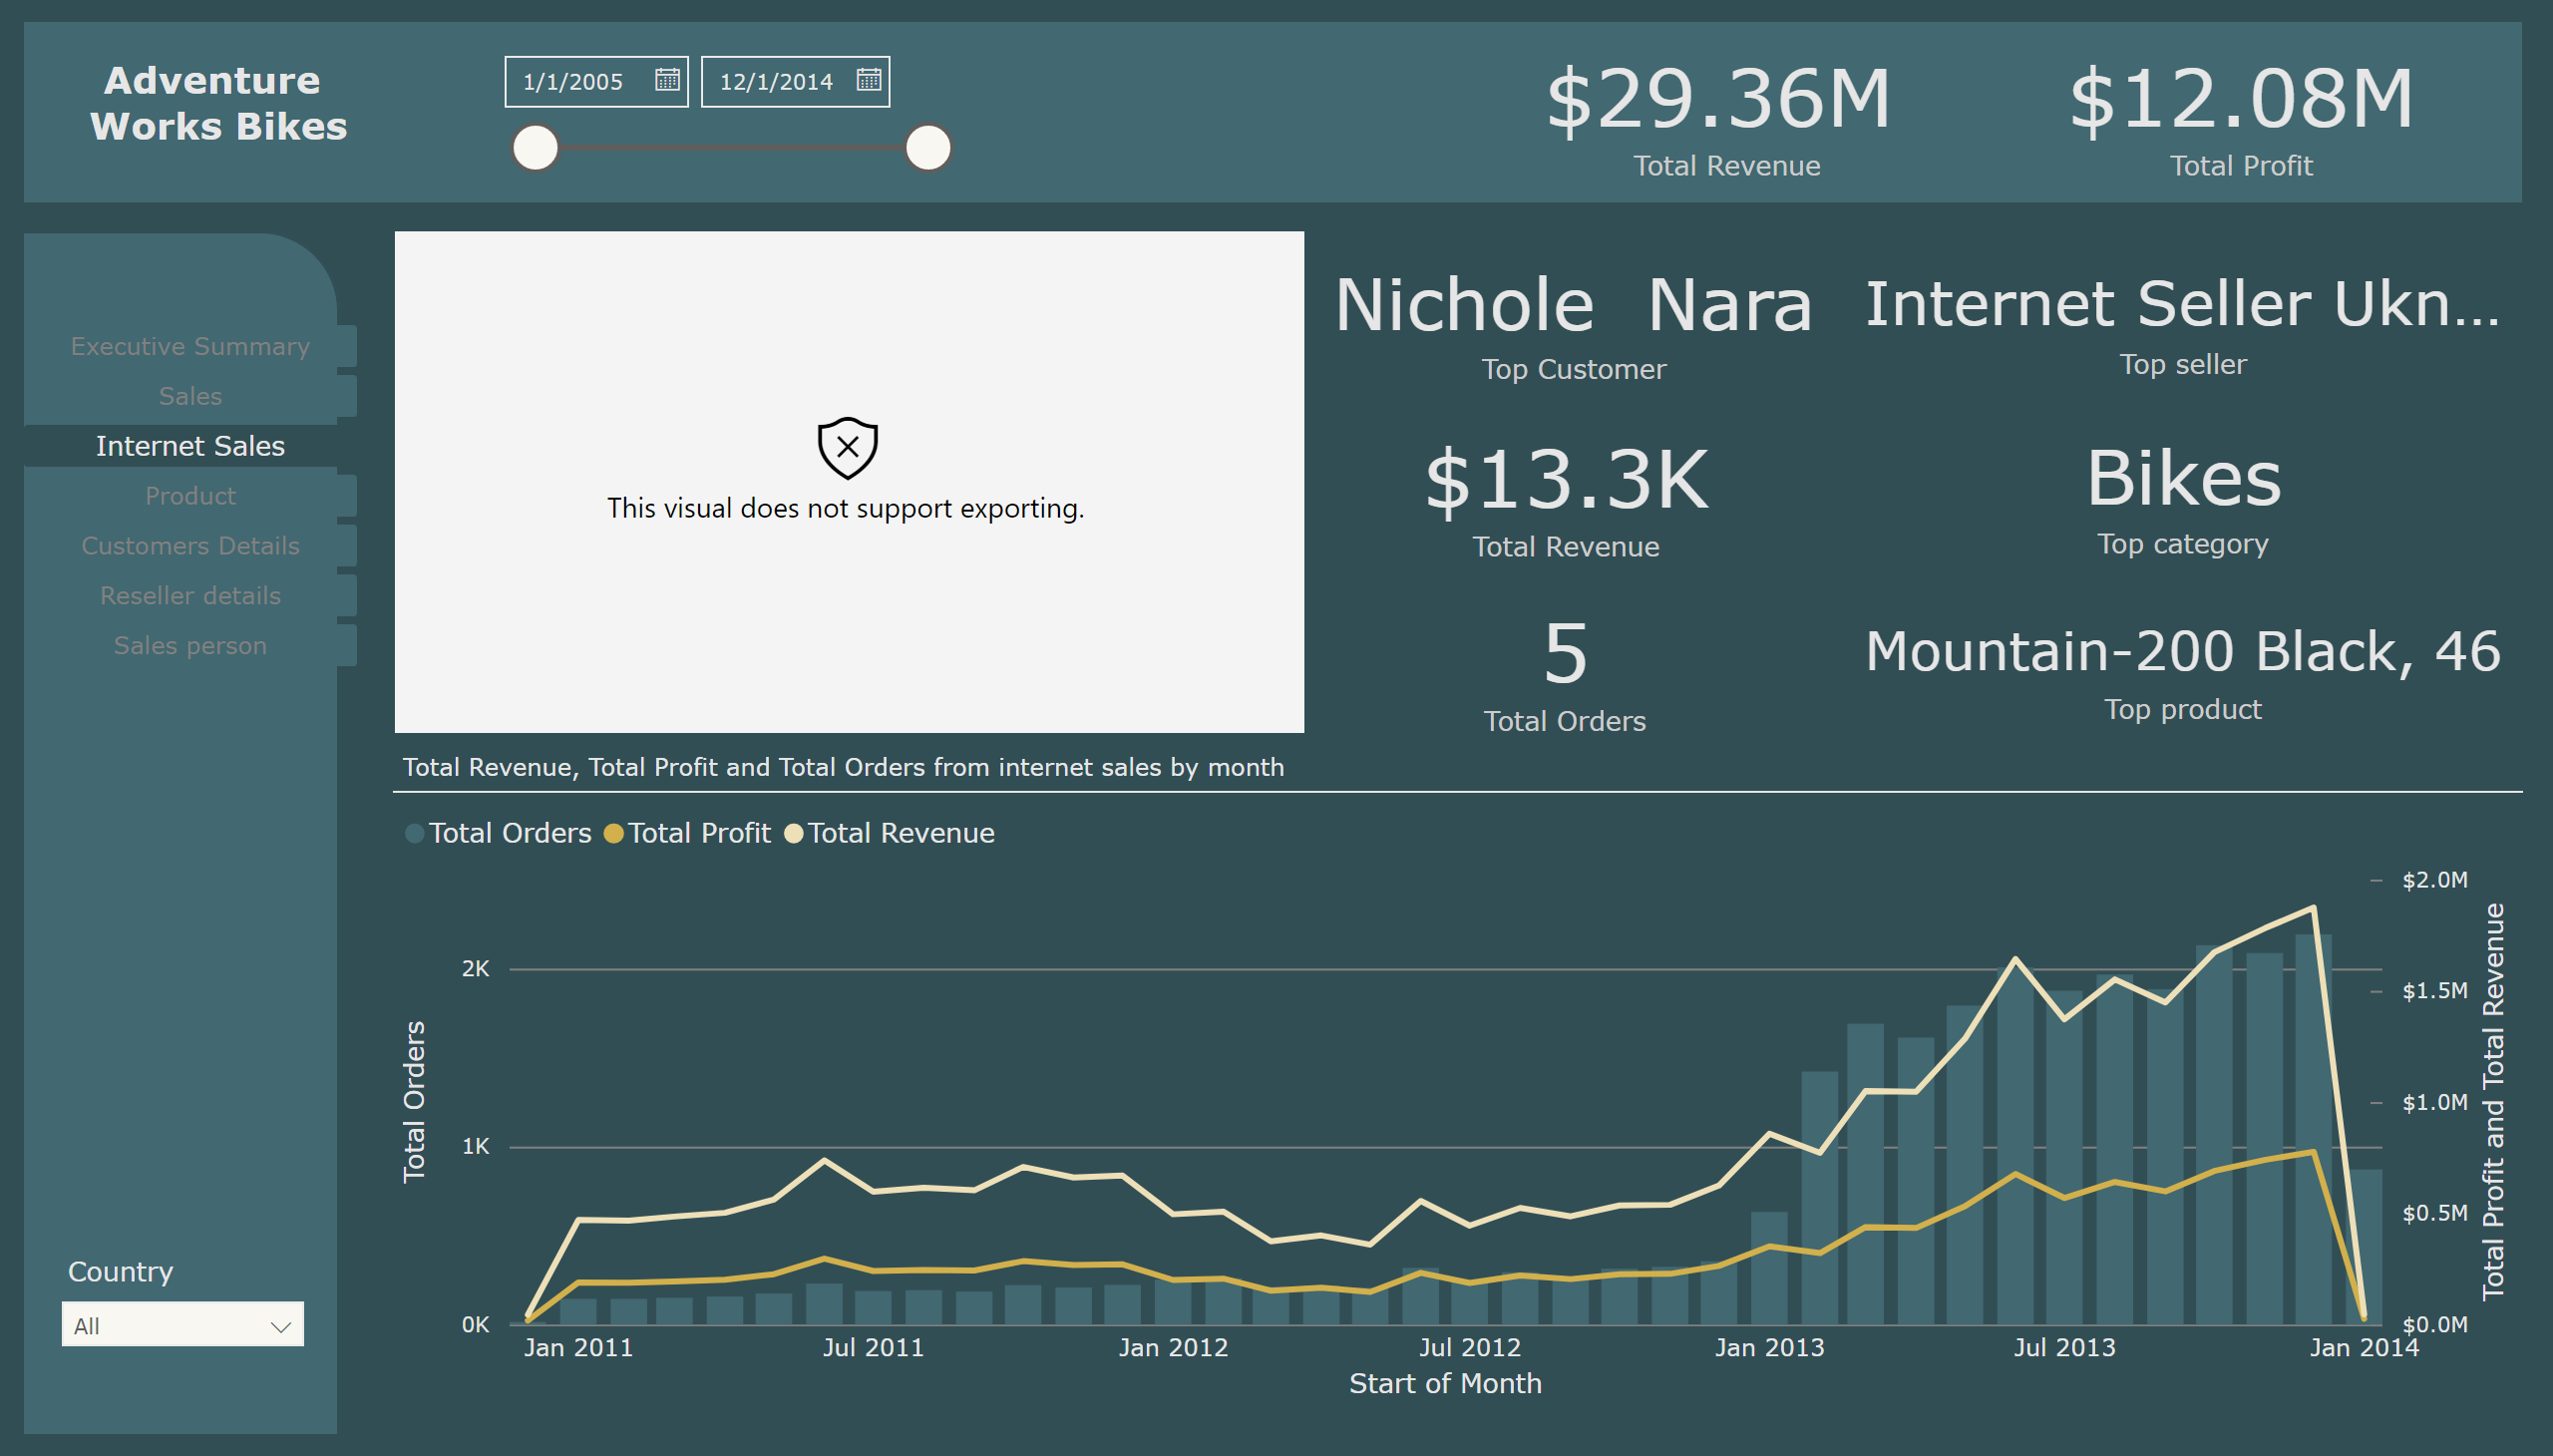 Adventure
Works Bikes
1/1/2005
12/1/2014
$29.36M
Total Revenue
$12.08M
Total Profit
Executive Summary
Sales
Internet Sales
Product
Customers Details
Reseller details
Sales person
Country
All
This visual does not support exporting.
Nichole  Nara
Top Customer
Internet Seller Ukn...
Top seller
$13.3K
Total Revenue
Bikes
Top category
5
Total Orders
Mountain-200 Black, 46
Top product
Total Revenue, Total Profit and Total Orders from internet sales by month
Total Orders Total Profit Total Revenue
Total Orders
2K
1K
0K
$2.0M
$1.5M
$1.0M
$0.5M
$0.0M
Total Profit and Total Revenue
Jan 2011 Jul 2011 Jan 2012 Jul 2012 Jan 2013 Jul 2013 Jan 2014
Start of Month